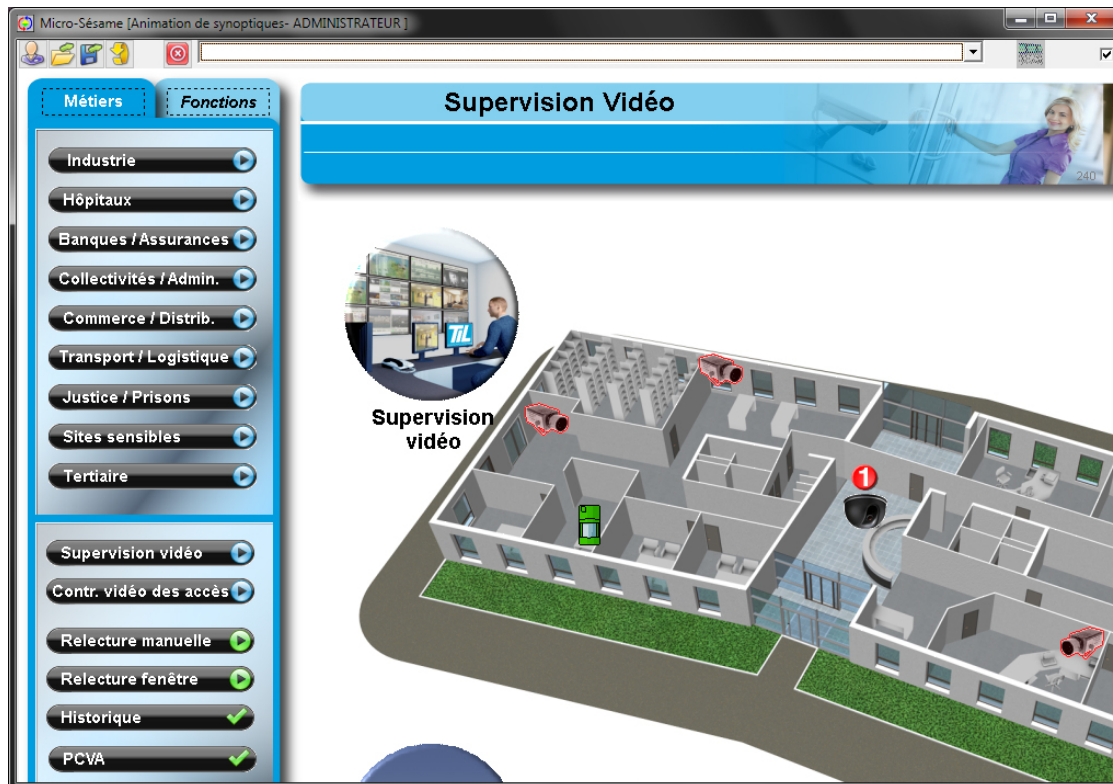 Micro-Sésame [Animation de synoptiques- ADMINISTRATEUR ]
Métiers
Fonctions
Supervision Vidéo
240
Industrie
Hôpitaux
Banques / Assurances
Collectivités / Admin.
Commerce / Distrib.
Transport / Logistique
Justice / Prisons
Sites sensibles
Tertiaire
TiL
Supervision
vidéo
1
Supervision vidéo
Contr. vidéo des accès
Relecture manuelle
Relecture fenêtre
Historique
PCVA